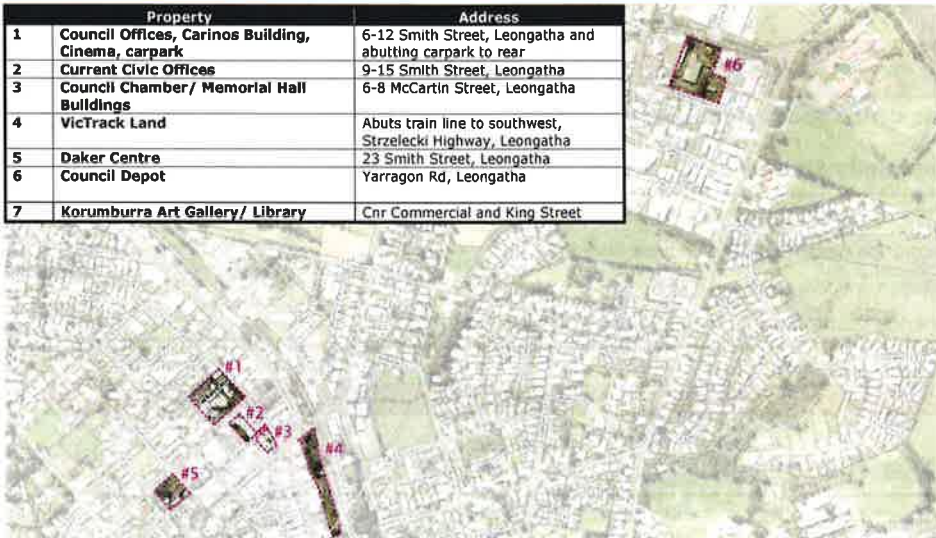 Property Address
1 Council Offices, Carinos Building, 6-12 Smith Street, Leongatha and
Cinema, carpark abutting carpark to rear
2 Current Civic Offices 9-15 Smith Street, Leongatha
3 Council Chamber/ Memorial Hall 6-8 McCartin Street, Leongatha
Buildings
4 VicTrack Land Abuts train line to southwest,
Strzelecki Highway, Leongatha
5 Daker Centre 23 Smith Street, Leongatha
6 Council Depot Yarragon Rd, Leongatha
7 Korumburra Art Gallery/ Library Cnr Commercial and King Street
#6
#1
#2
#3
#4
#5